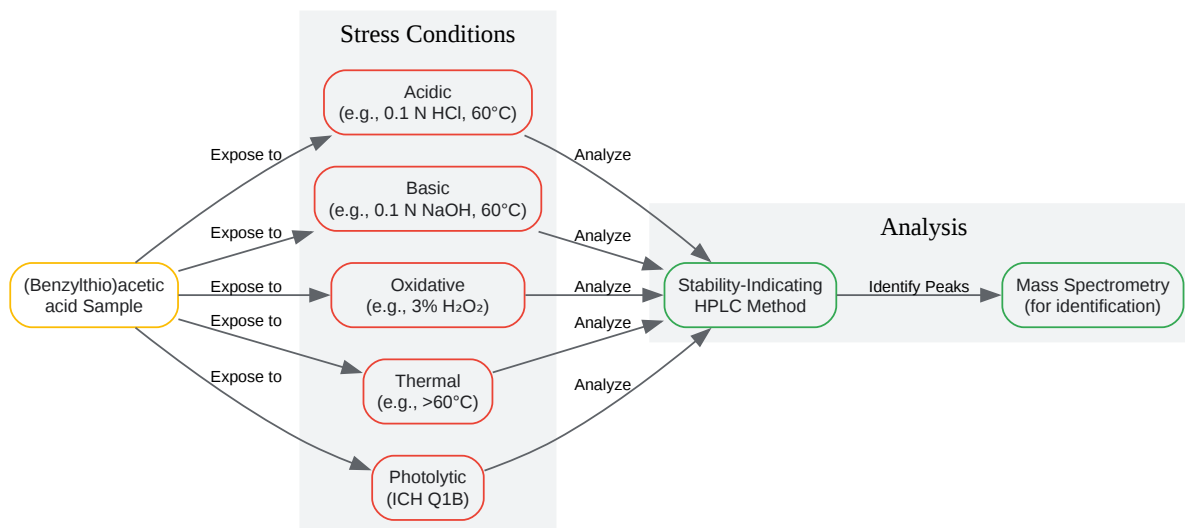 Stress Conditions
Acidic
(e.g., 0.1 N HCl, 60°C)
Expose to
Analyze
Basic
(e.g., 0.1 N NaOH, 60°C)
Expose to
Analyze
Analysis
(Benzylthio)acetic
acid Sample
Expose to
Oxidative
(e.g., 3% H₂O₂)
Analyze
Stability-Indicating
HPLC Method
Identify Peaks
Mass Spectrometry
(for identification)
Expose to
Thermal
(e.g., >60°C)
Analyze
Expose to
Photolytic
(ICH Q1B)
Analyze